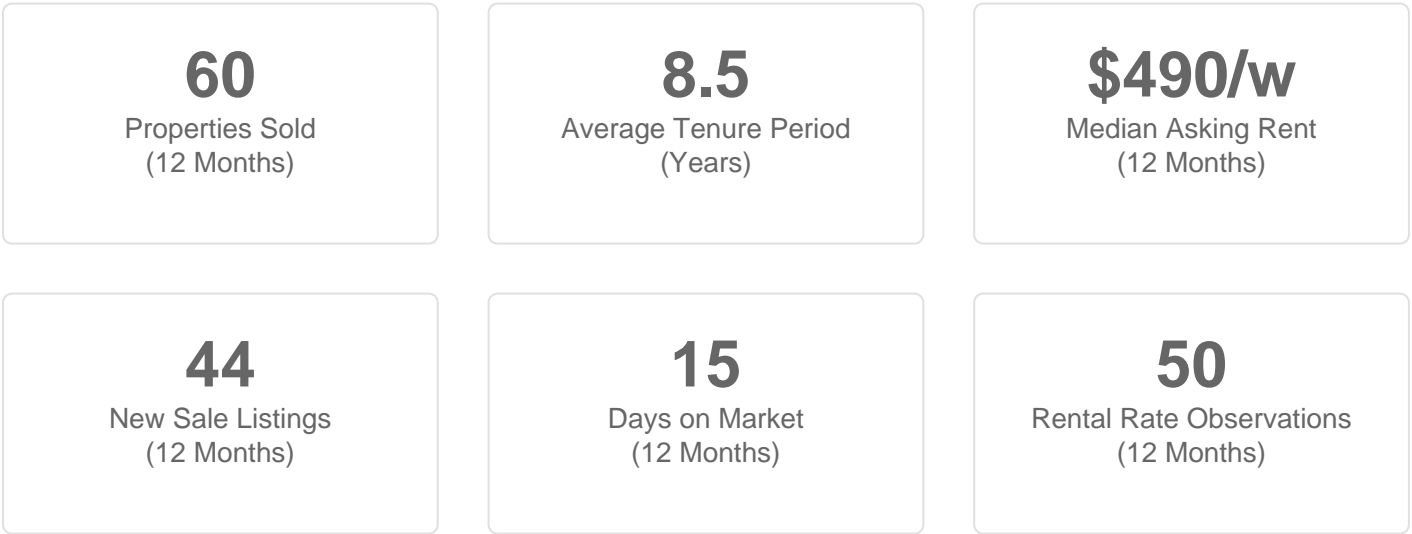 60
Properties Sold
(12 Months)
8.5
Average Tenure Period
(Years)
$490/w
Median Asking Rent
(12 Months)
44
New Sale Listings
(12 Months)
15
Days on Market
(12 Months)
50
Rental Rate Observations
(12 Months)